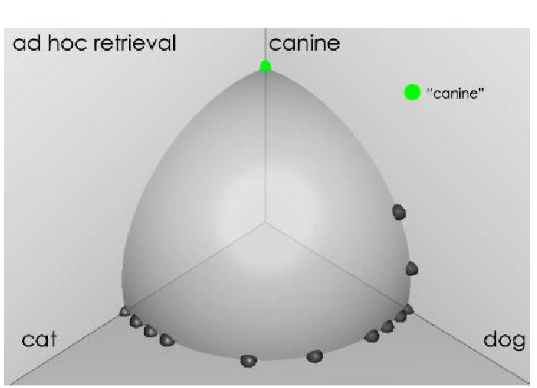 ad hoc retrieval
canine
"canine"
cat
dog